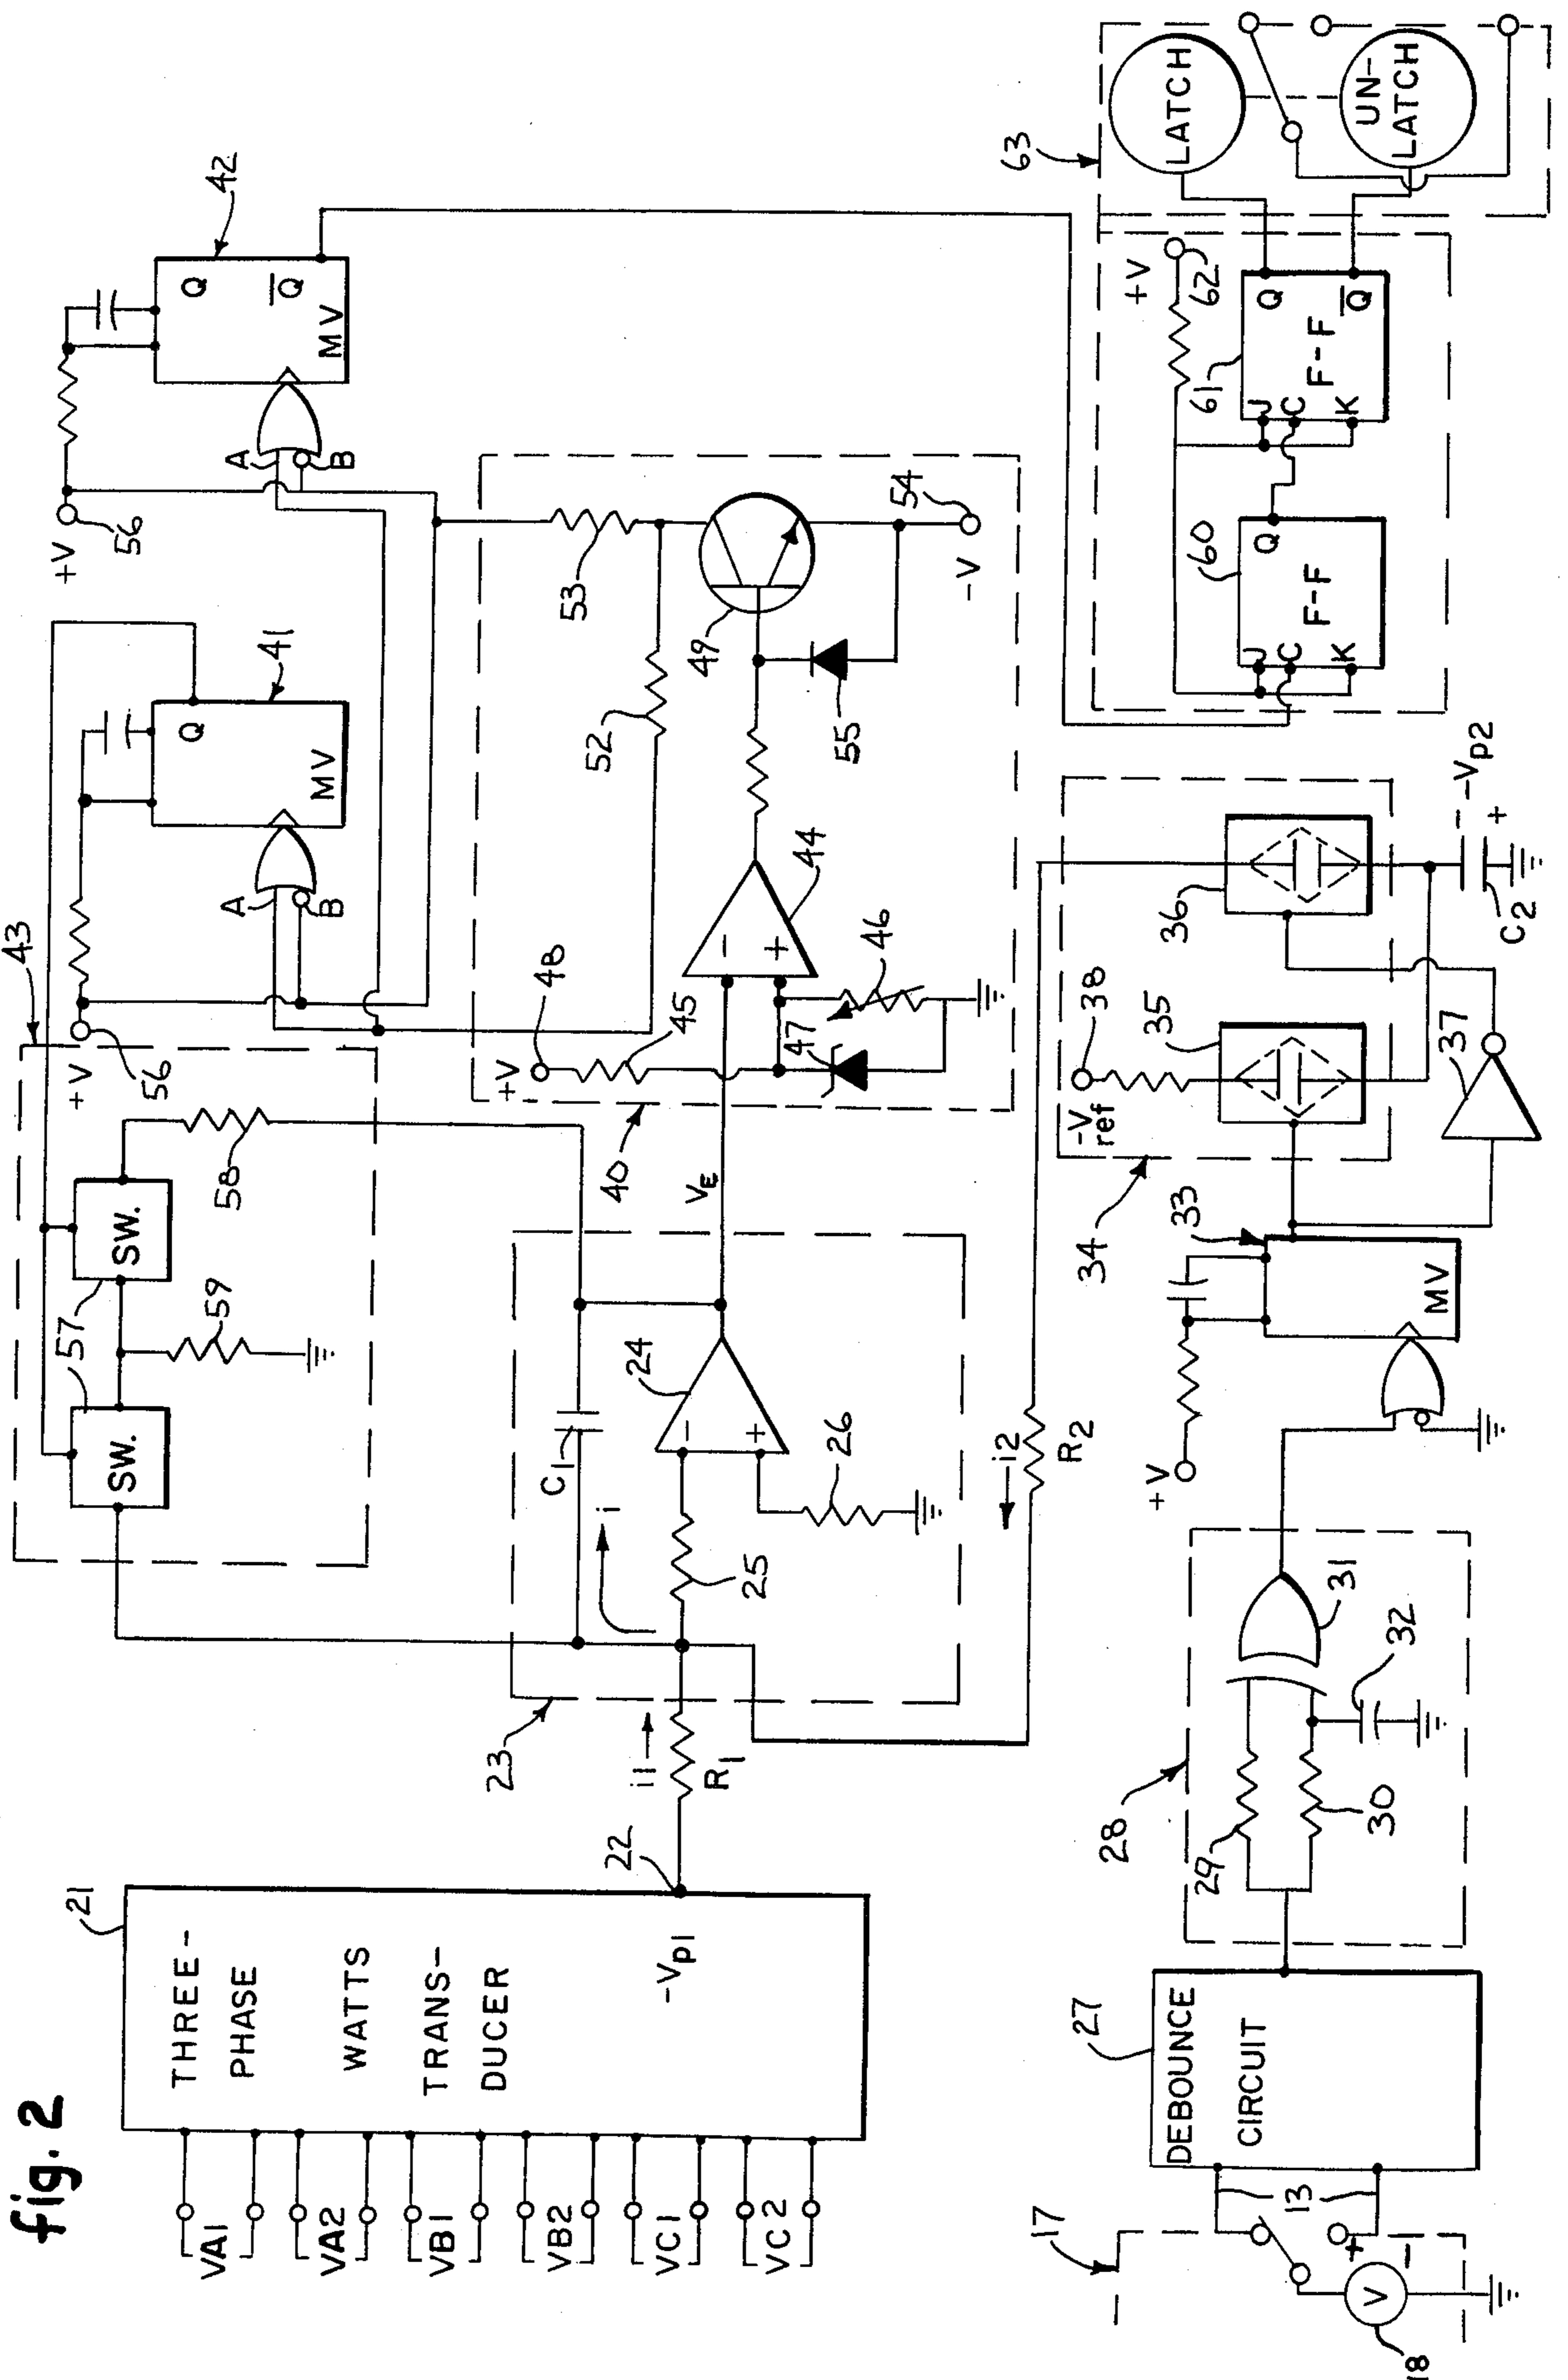 fig. 2
THREE-
PHASE
WATTS
TRANS-
DUCER
-Vp1
21
22
VA1
VA2
VB1
VB2
VC1
VC2
i1
R1
23
i
C1
24
25
26
VE
43
SW.
SW.
57
58
59
+V
56
A
B
Q
MV
41
+V
56
A
B
Q
Q
MV
42
40
+V
48
45
46
47
-
+
44
49
52
53
54
55
-V
i2
R2
17
18
V
+
-
13
DEBOUNCE
CIRCUIT
27
28
29
30
31
32
+V
33
MV
34
35
36
37
38
-Vref
-Vp2
-
+
C2
J
C
K
Q
F-F
60
J
C
K
Q
Q
F-F
61
+V
62
63
LATCH
UN-
LATCH